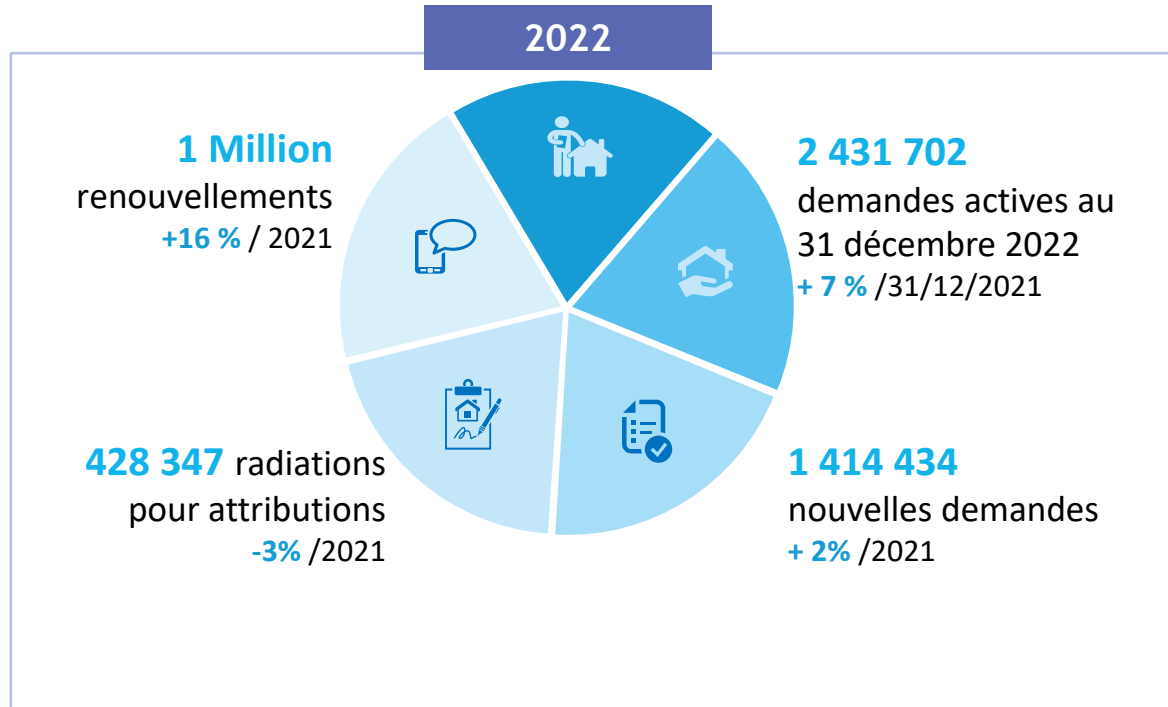 2022
1 Million
renouvellements
+16 % / 2021
2 431 702
demandes actives au
31 décembre 2022
+ 7 % /31/12/2021
428 347 radiations
pour attributions
-3% /2021
1 414 434
nouvelles demandes
+ 2% /2021